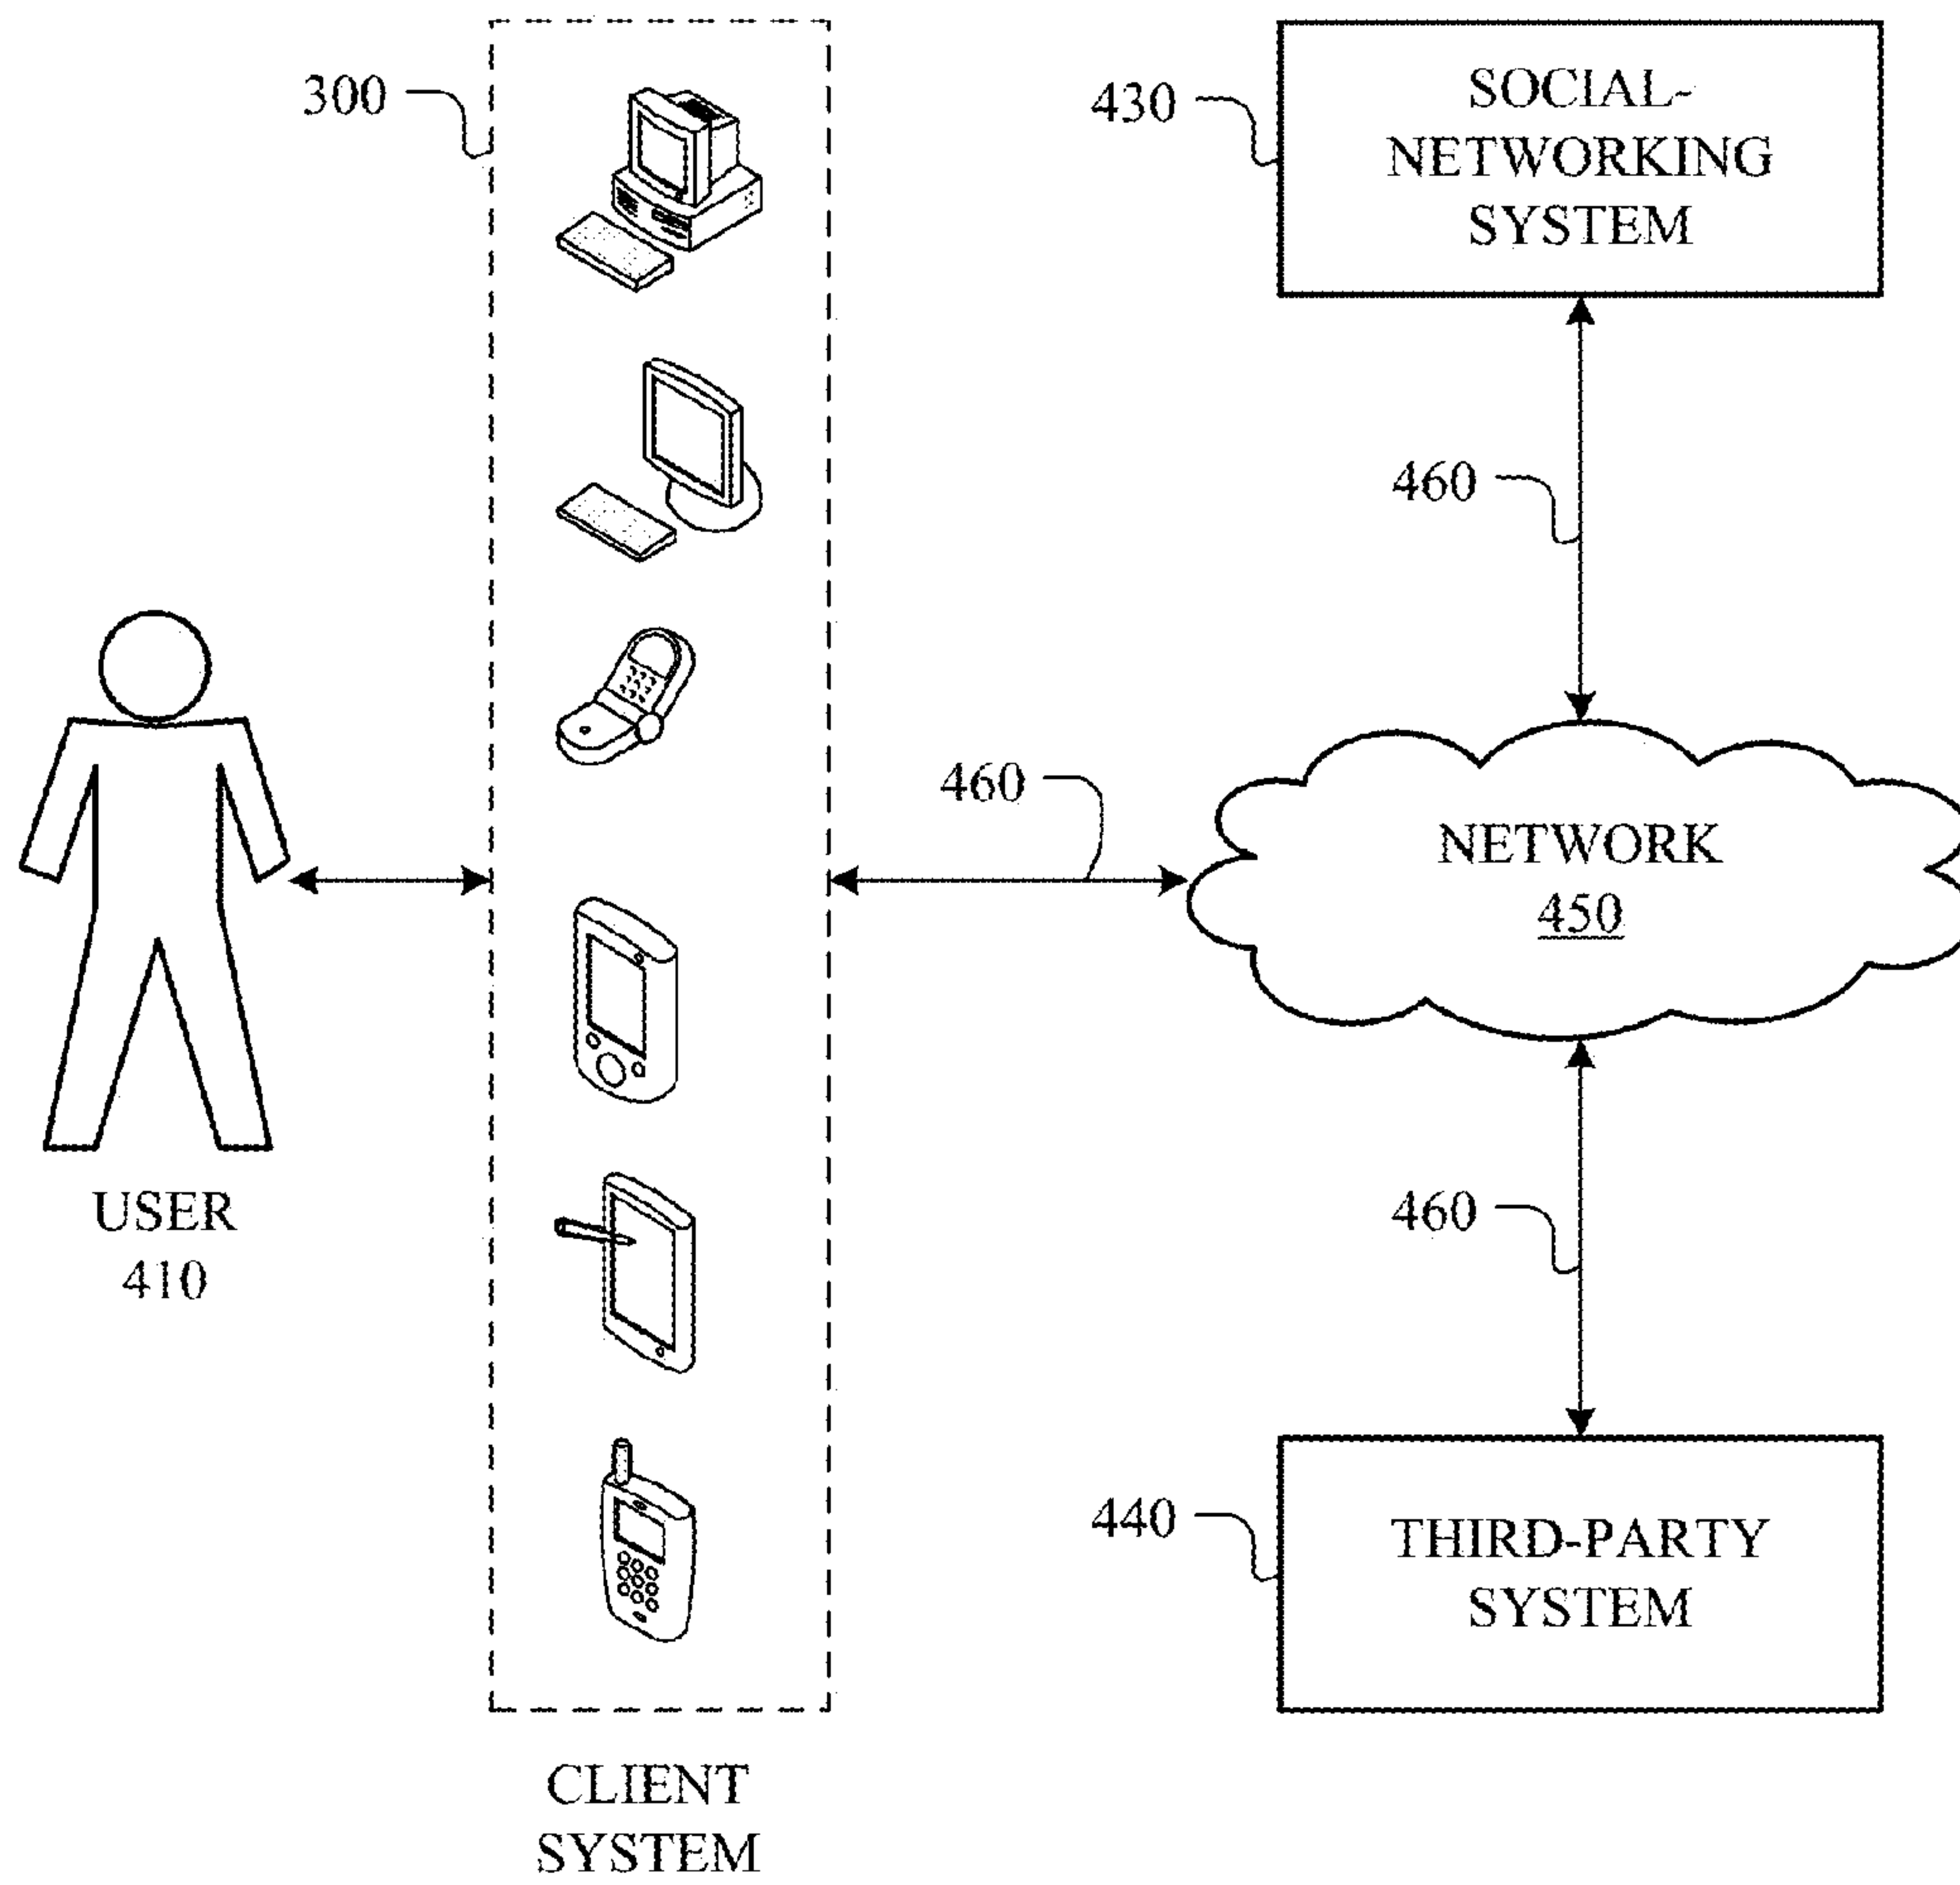 300
430
SOCIAL-
NETWORKING
SYSTEM
460
460
NETWORK
450
USER
410
460
440
THIRD-PARTY
SYSTEM
CLIENT
SYSTEM